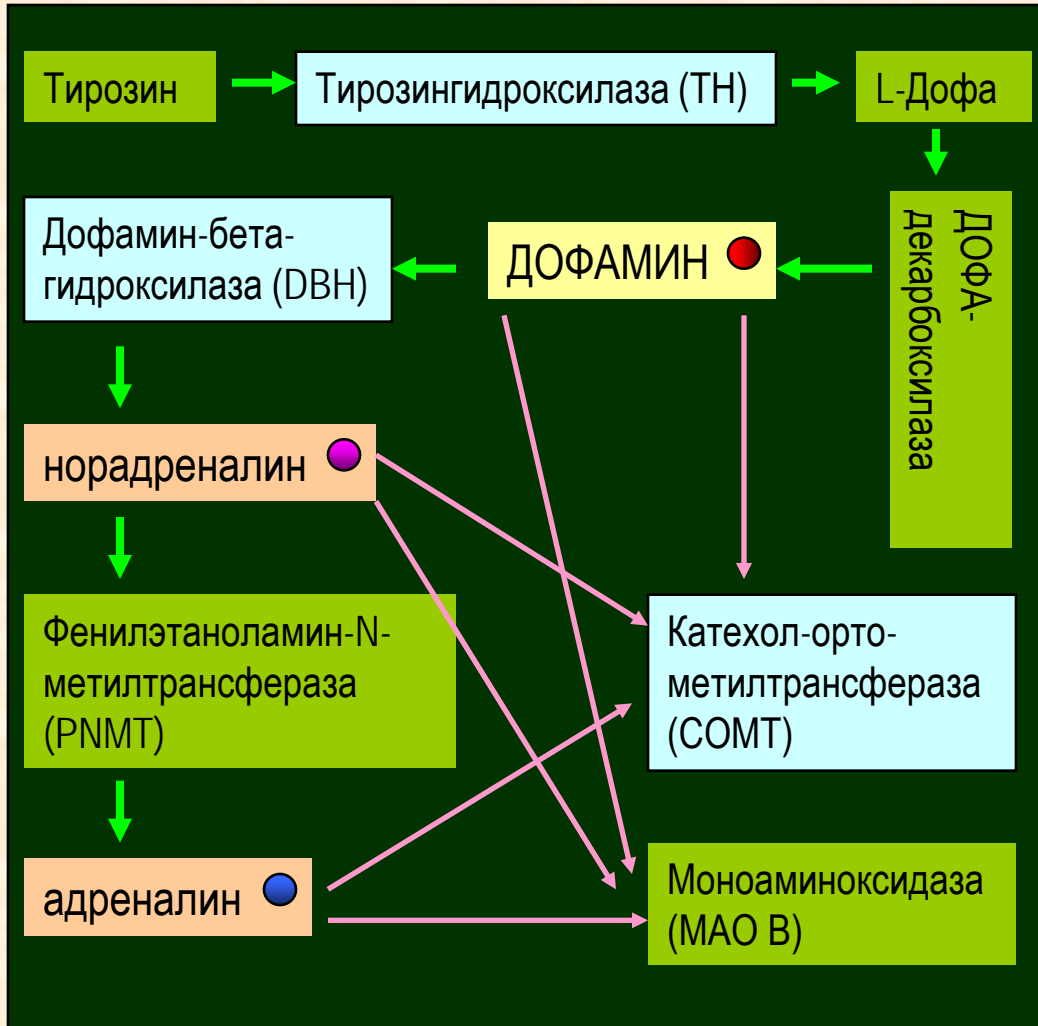 Тирозин
Тирозингидроксилаза (TH)
L-Дофа
Дофамин-бета-
гидроксилаза (DBH)
ДОФАМИН
ДОФА-
декарбоксилаза
норадреналин
Фенилэтаноламин-N-
метилтрансфераза
(PNMT)
Катехол-орто-
метилтрансфераза
(COMT)
адреналин
Моноаминоксидаза
(MAO B)